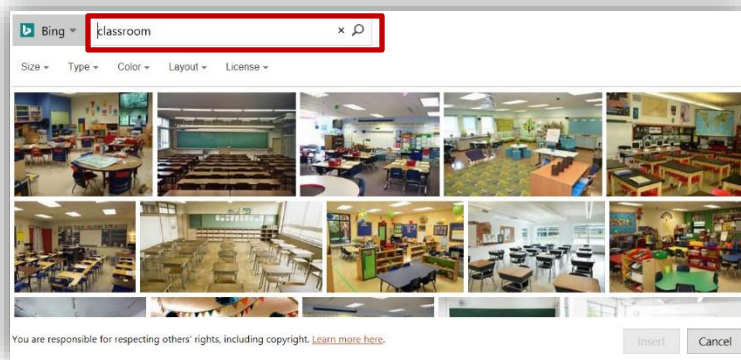 Bing classroom ×
Size Type Color Layout License
You are responsible for respecting others' rights, including copyright. Learn more here.
Insert Cancel